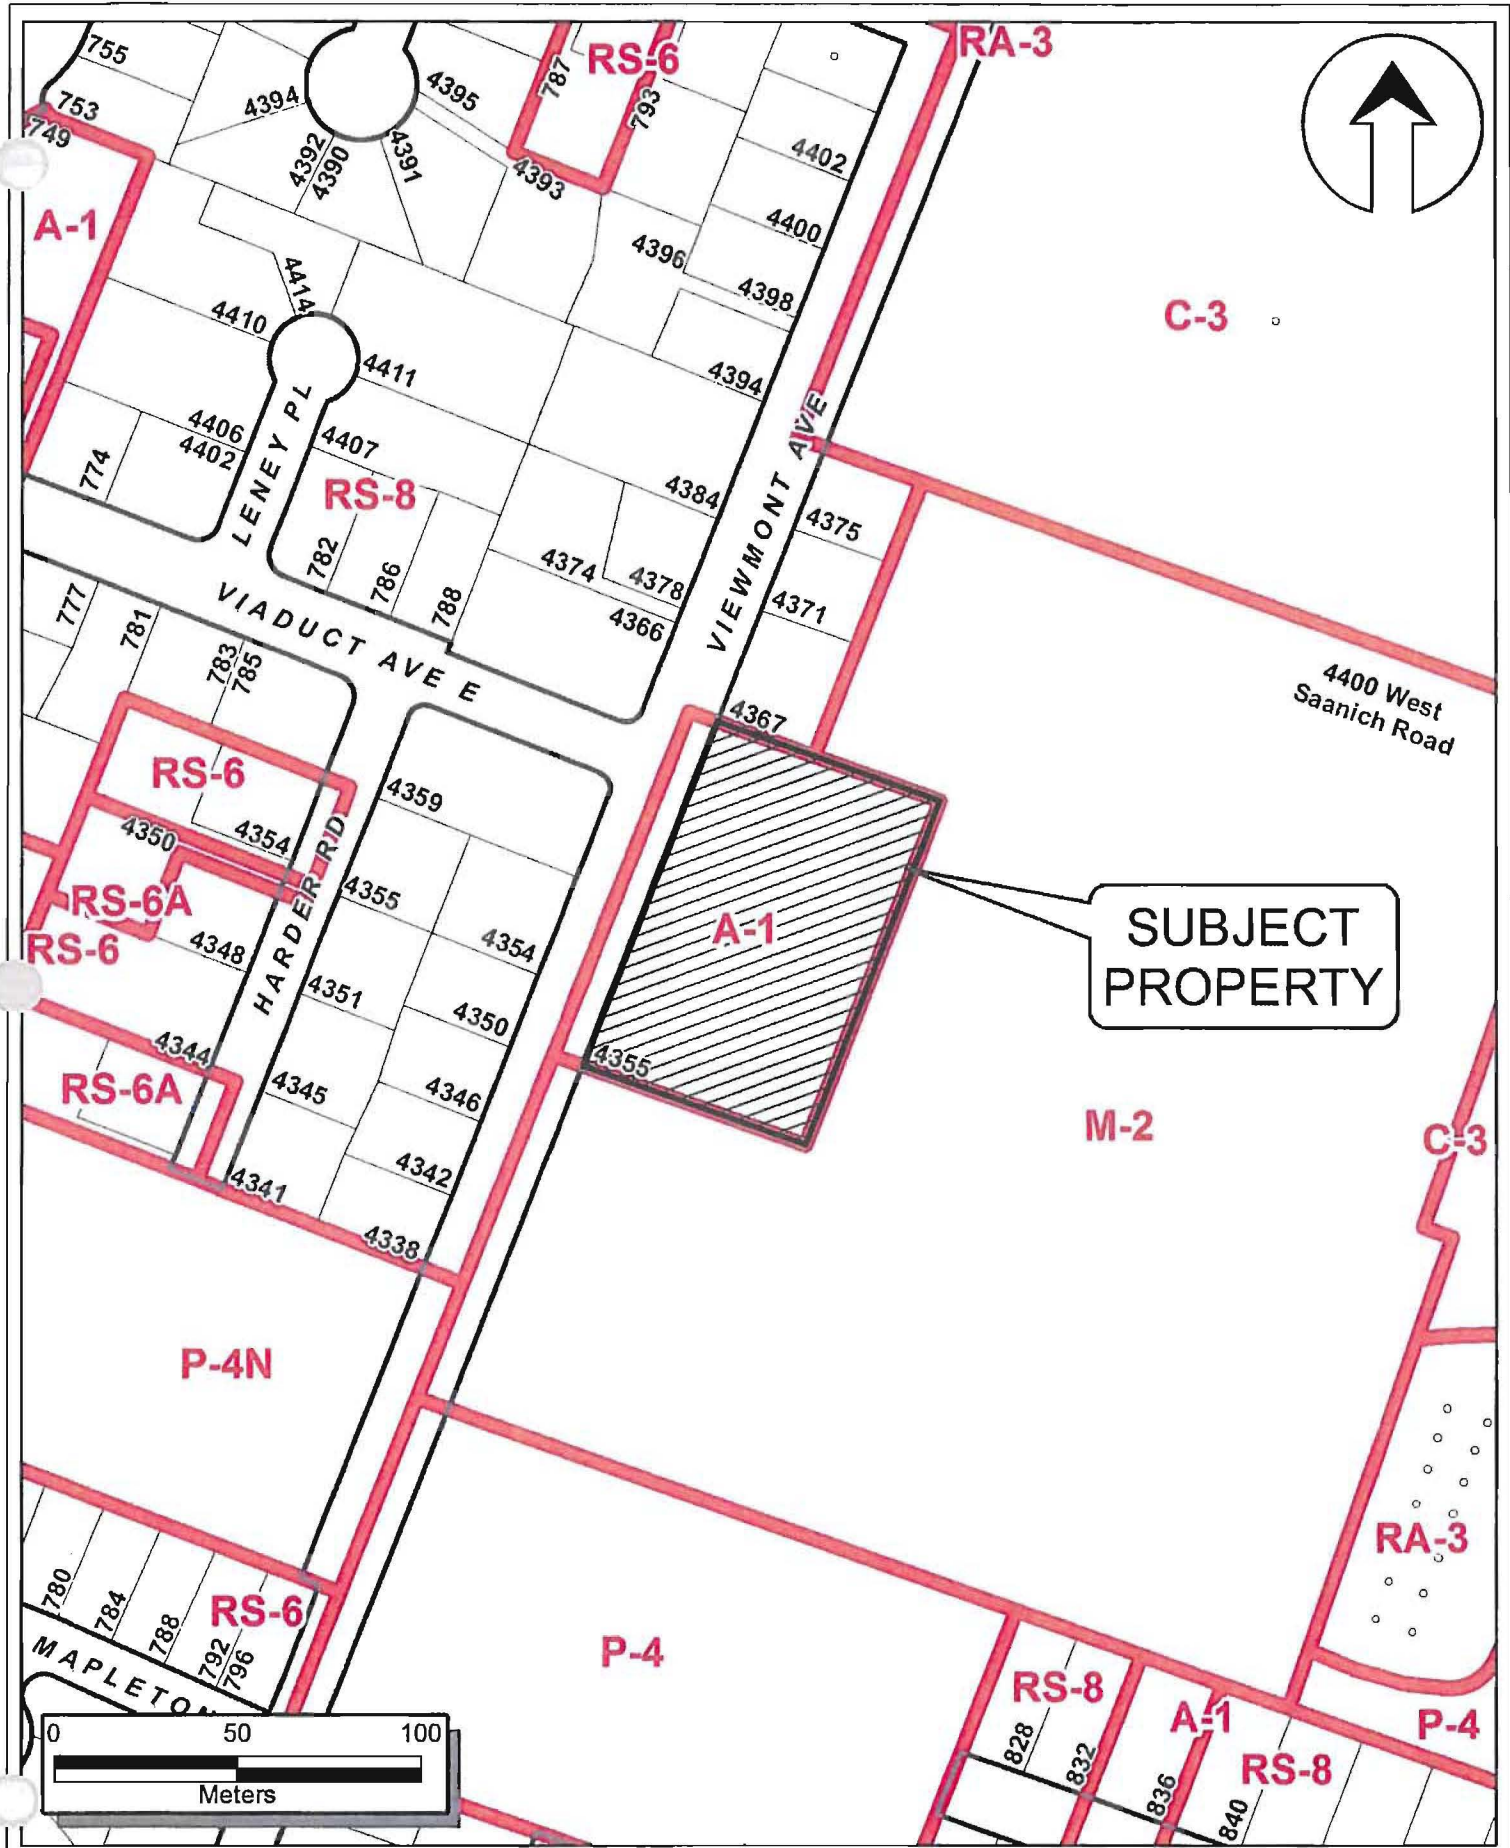 RA-3
RS-6
755
787
4395
793
4394
753
749
4392
4390
4391
4393
4402
A-1
4400
4396
4398
4414
4410
C-3
4411
4394
4406
4402
LENEY PL
4407
774
RS-8
4384
VIEWMONT AVE
4375
782
786
788
4374
4378
4366
4371
777
781
VIADUCT AVE E
783
785
4400 West
Saanich Road
4367
RS-6
4359
4350
4354
HARDER RD
RS-6A
4355
RS-6
4348
4354
A-1
SUBJECT
PROPERTY
4351
4350
4344
4355
RS-6A
4345
4346
M-2
C-3
4342
4341
4338
P-4N
RA-3
780
784
788
792
796
RS-6
P-4
MAPLETON
RS-8
A-1
P-4
828
832
836
840
RS-8
0 50 100
Meters